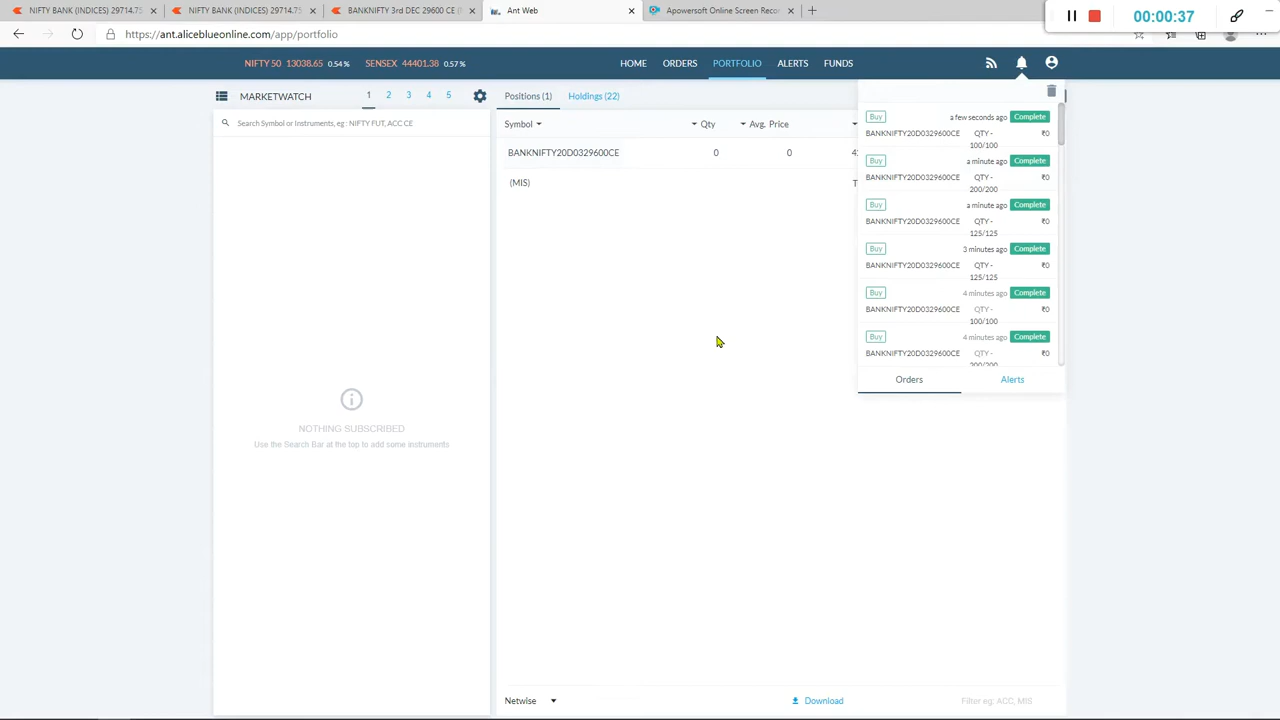 NIFTY BANK (INDICES) 29714.75
NIFTY BANK (INDICES) 29714.75
BANKNIFTY 3rd DEC 29600 CE
Ant Web
Apowersoft Online Screen Reco
00:00:37
https://ant.aliceblueonline.com/app/portfolio
NIFTY 50 13038.65 0.54 %
SENSEX 44401.38 0.57 %
HOME
ORDERS
PORTFOLIO
ALERTS
FUNDS
MARKETWATCH
1 2 3 4 5
Positions (1)
Holdings (22)
Search Symbol or Instruments, eg : NIFTY FUT, ACC CE
Symbol
Qty
Avg. Price
BANKNIFTY20D0329600CE
0
0
(MIS)
T
Buy
a few seconds ago
Complete
BANKNIFTY20D0329600CE
QTY -
₹0
100/100
Buy
a minute ago
Complete
BANKNIFTY20D0329600CE
QTY -
₹0
200/200
Buy
a minute ago
Complete
BANKNIFTY20D0329600CE
QTY -
₹0
125/125
Buy
3 minutes ago
Complete
BANKNIFTY20D0329600CE
QTY -
₹0
125/125
Buy
4 minutes ago
Complete
BANKNIFTY20D0329600CE
QTY -
₹0
100/100
Buy
4 minutes ago
Complete
BANKNIFTY20D0329600CE
QTY -
₹0
200/200
Orders
Alerts
NOTHING SUBSCRIBED
Use the Search Bar at the top to add some instruments
Netwise
Download
Filter eg: ACC, MIS